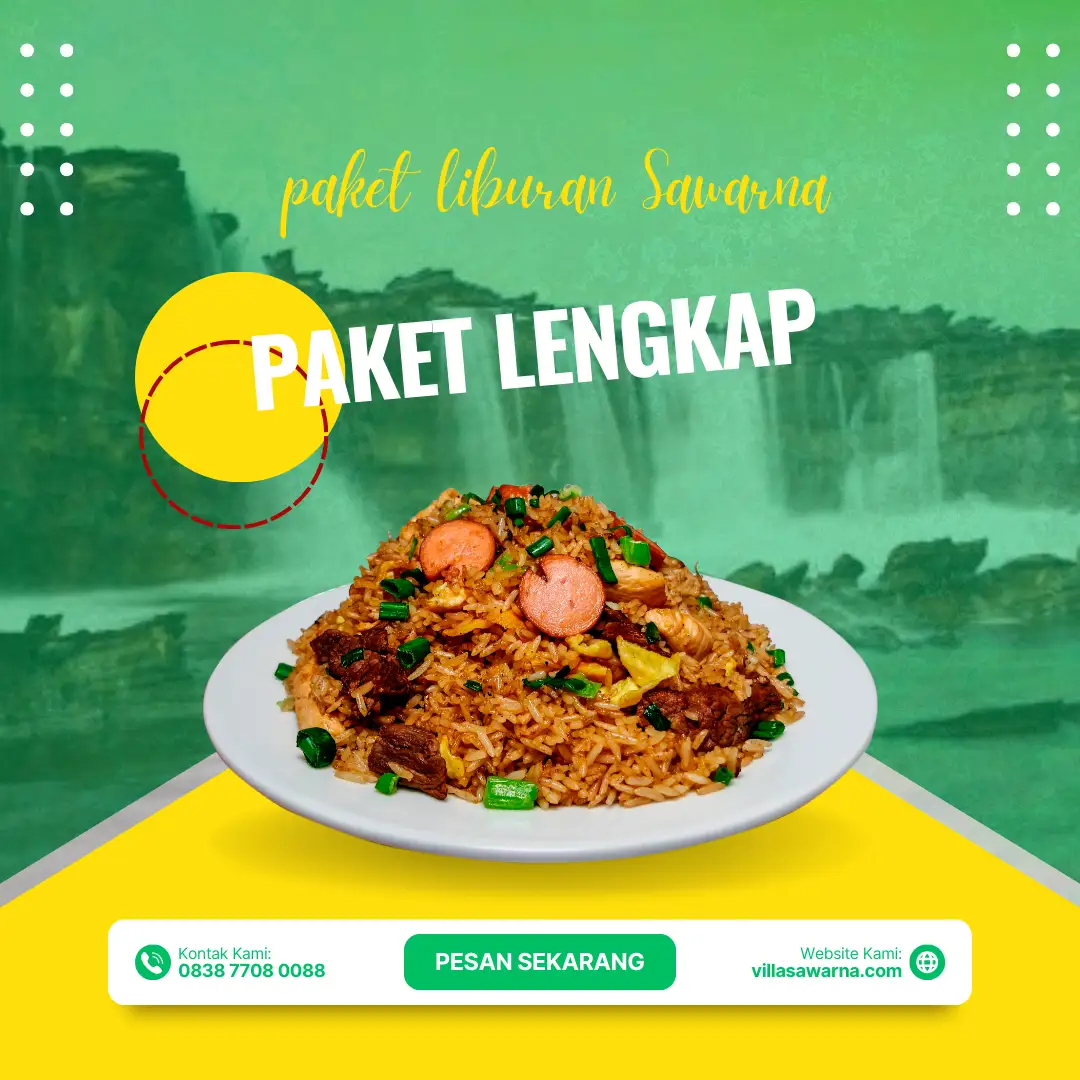 paket liburan Sawarna
PAKET LENGKAP
Kontak Kami:
0838 7708 0088
PESAN SEKARANG
Website Kami:
villasawarna.com